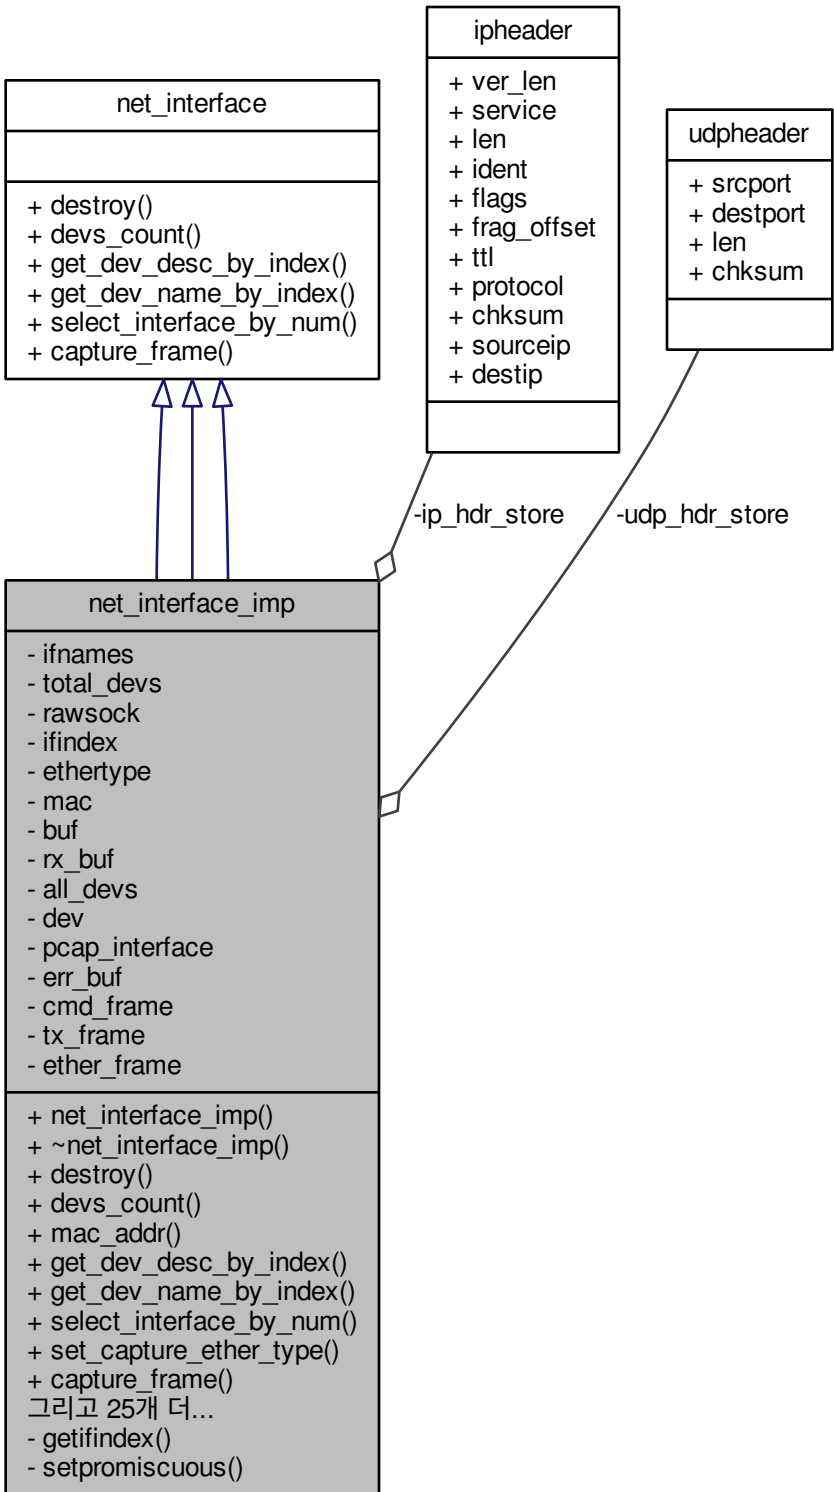 net_interface
+ destroy()
+ devs_count()
+ get_dev_desc_by_index()
+ get_dev_name_by_index()
+ select_interface_by_num()
+ capture_frame()
ipheader
+ ver_len
+ service
+ len
+ ident
+ flags
+ frag_offset
+ ttl
+ protocol
+ chksum
+ sourceip
+ destip
udpheader
+ srcport
+ destport
+ len
+ chksum
-ip_hdr_store
-udp_hdr_store
net_interface_imp
- ifnames
- total_devs
- rawsock
- ifindex
- ethertype
- mac
- buf
- rx_buf
- all_devs
- dev
- pcap_interface
- err_buf
- cmd_frame
- tx_frame
- ether_frame
+ net_interface_imp()
+ ~net_interface_imp()
+ destroy()
+ devs_count()
+ mac_addr()
+ get_dev_desc_by_index()
+ get_dev_name_by_index()
+ select_interface_by_num()
+ set_capture_ether_type()
+ capture_frame()
그리고 25개 더...
- getifindex()
- setpromiscuous()